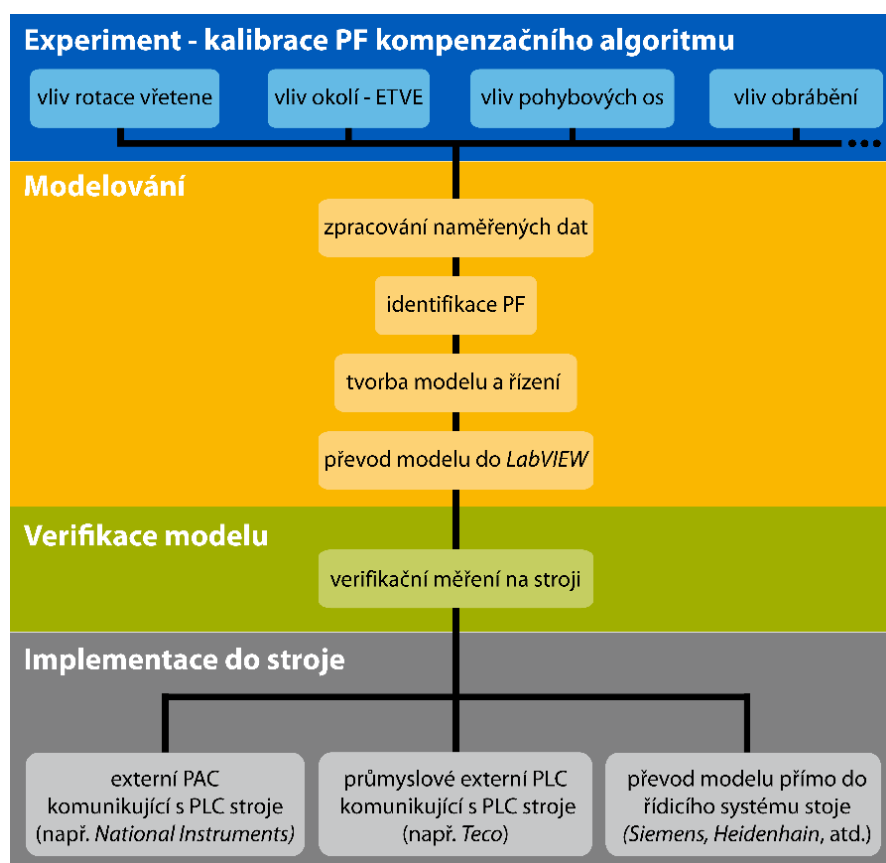 Experiment - kalibrace PF kompenzačního algoritmu
vliv rotace vřetene
vliv okolí - ETVE
vliv pohybových os
vliv obrábění
Modelování
zpracování naměřených dat
identifikace PF
tvorba modelu a řízení
převod modelu do LabVIEW
Verifikace modelu
verifikační měření na stroji
Implementace do stroje
externí PAC
komunikující s PLC stroje
(např. National Instruments)
průmyslové externí PLC
komunikující s PLC stroje
(např. Teco)
převod modelu přímo do
řídicího systému stoje
(Siemens, Heidenhain, atd.)